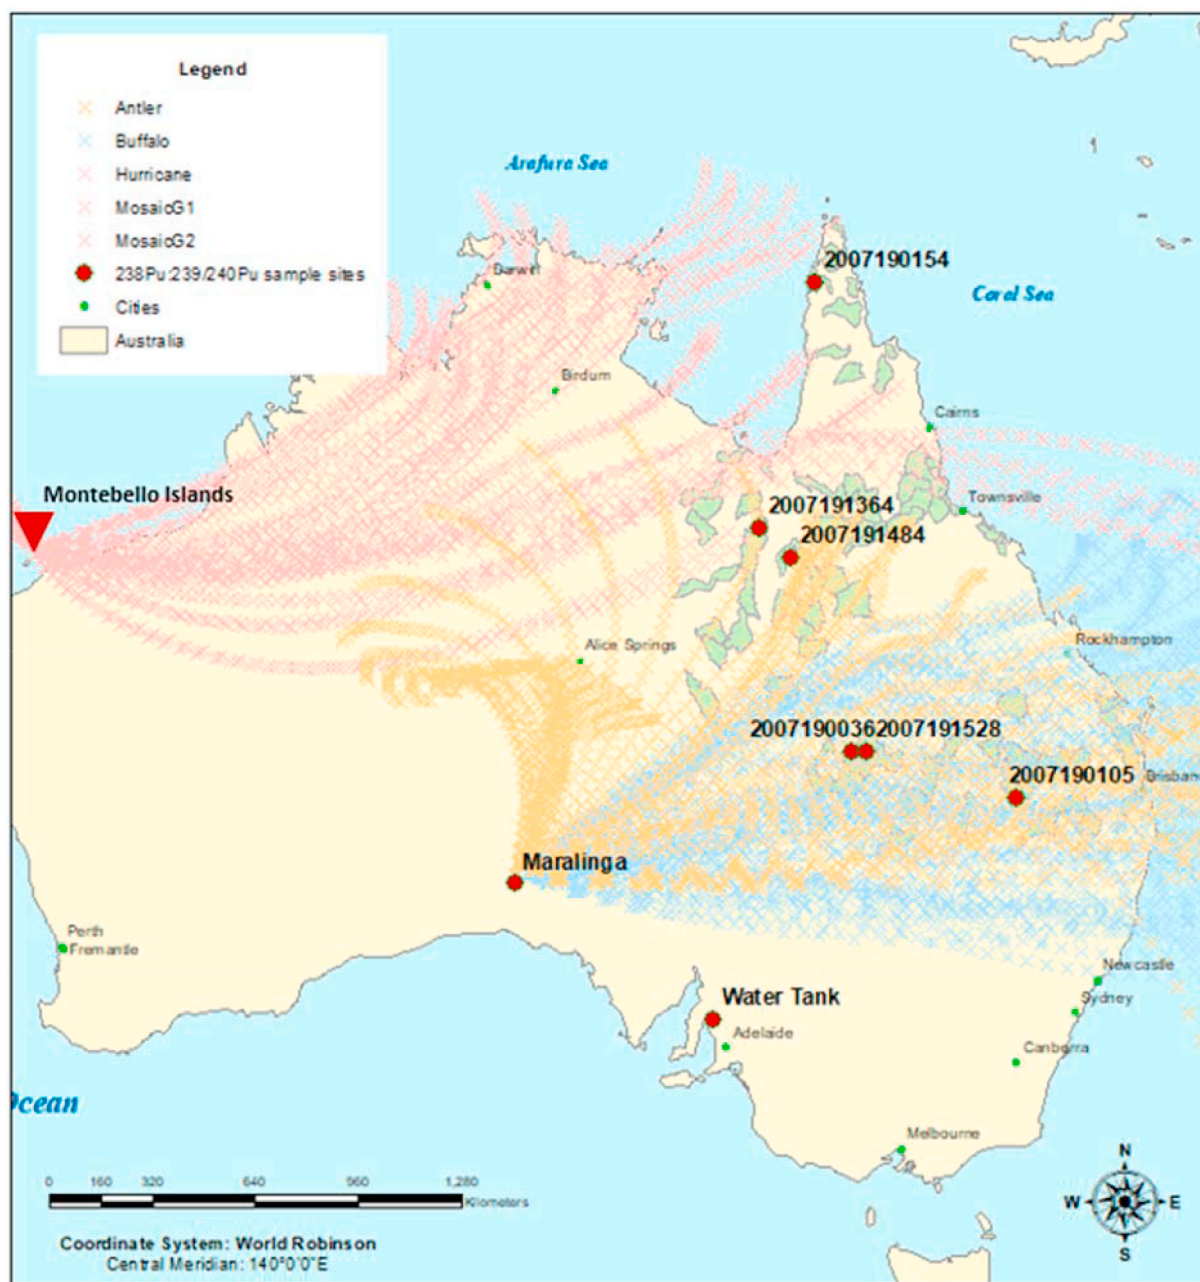 Legend
Antler
Buffalo
Hurricane
MosaicG1
MosaicG2
238Pu:239/240Pu sample sites
Cities
Australia
Arafura Sea
Darwin
2007190154
Coral Sea
Birdum
Cairns
Montebello Islands
Townsville
2007191364
2007191484
Alice Springs
Rockhampton
2007190036 2007191528
2007190105
Brisban
Maralinga
Perth
Fremantle
Newcastle
Water Tank
Sydney
Adelaide
Canberra
Ocean
Melbourne
0 160 320 640 960 1,280
Kilometers
N
W E
S
Coordinate System: World Robinson
Central Meridian: 140°0'0"E